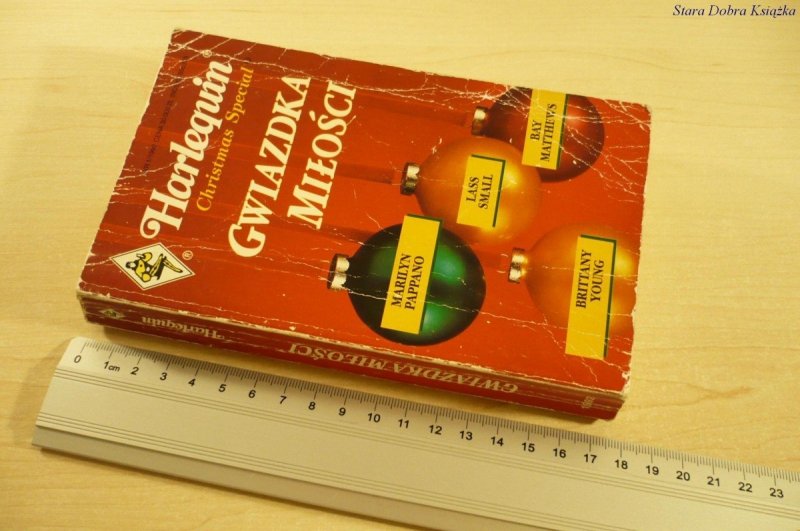 Stara Dobra Książka
Harlequin®
Christmas Special
GWIAZDKA
MIŁOŚCI
BAY
MATTHEWS
LASS
SMALL
MARILYN
PAPPANO
BRITTANY
YOUNG
®
Harlequin
GWIAZDKA MIŁOŚCI
0 1cm 2 3 4 5 6 7 8 9 10 11 12 13 14 15 16 17 18 19 20 21 22 23